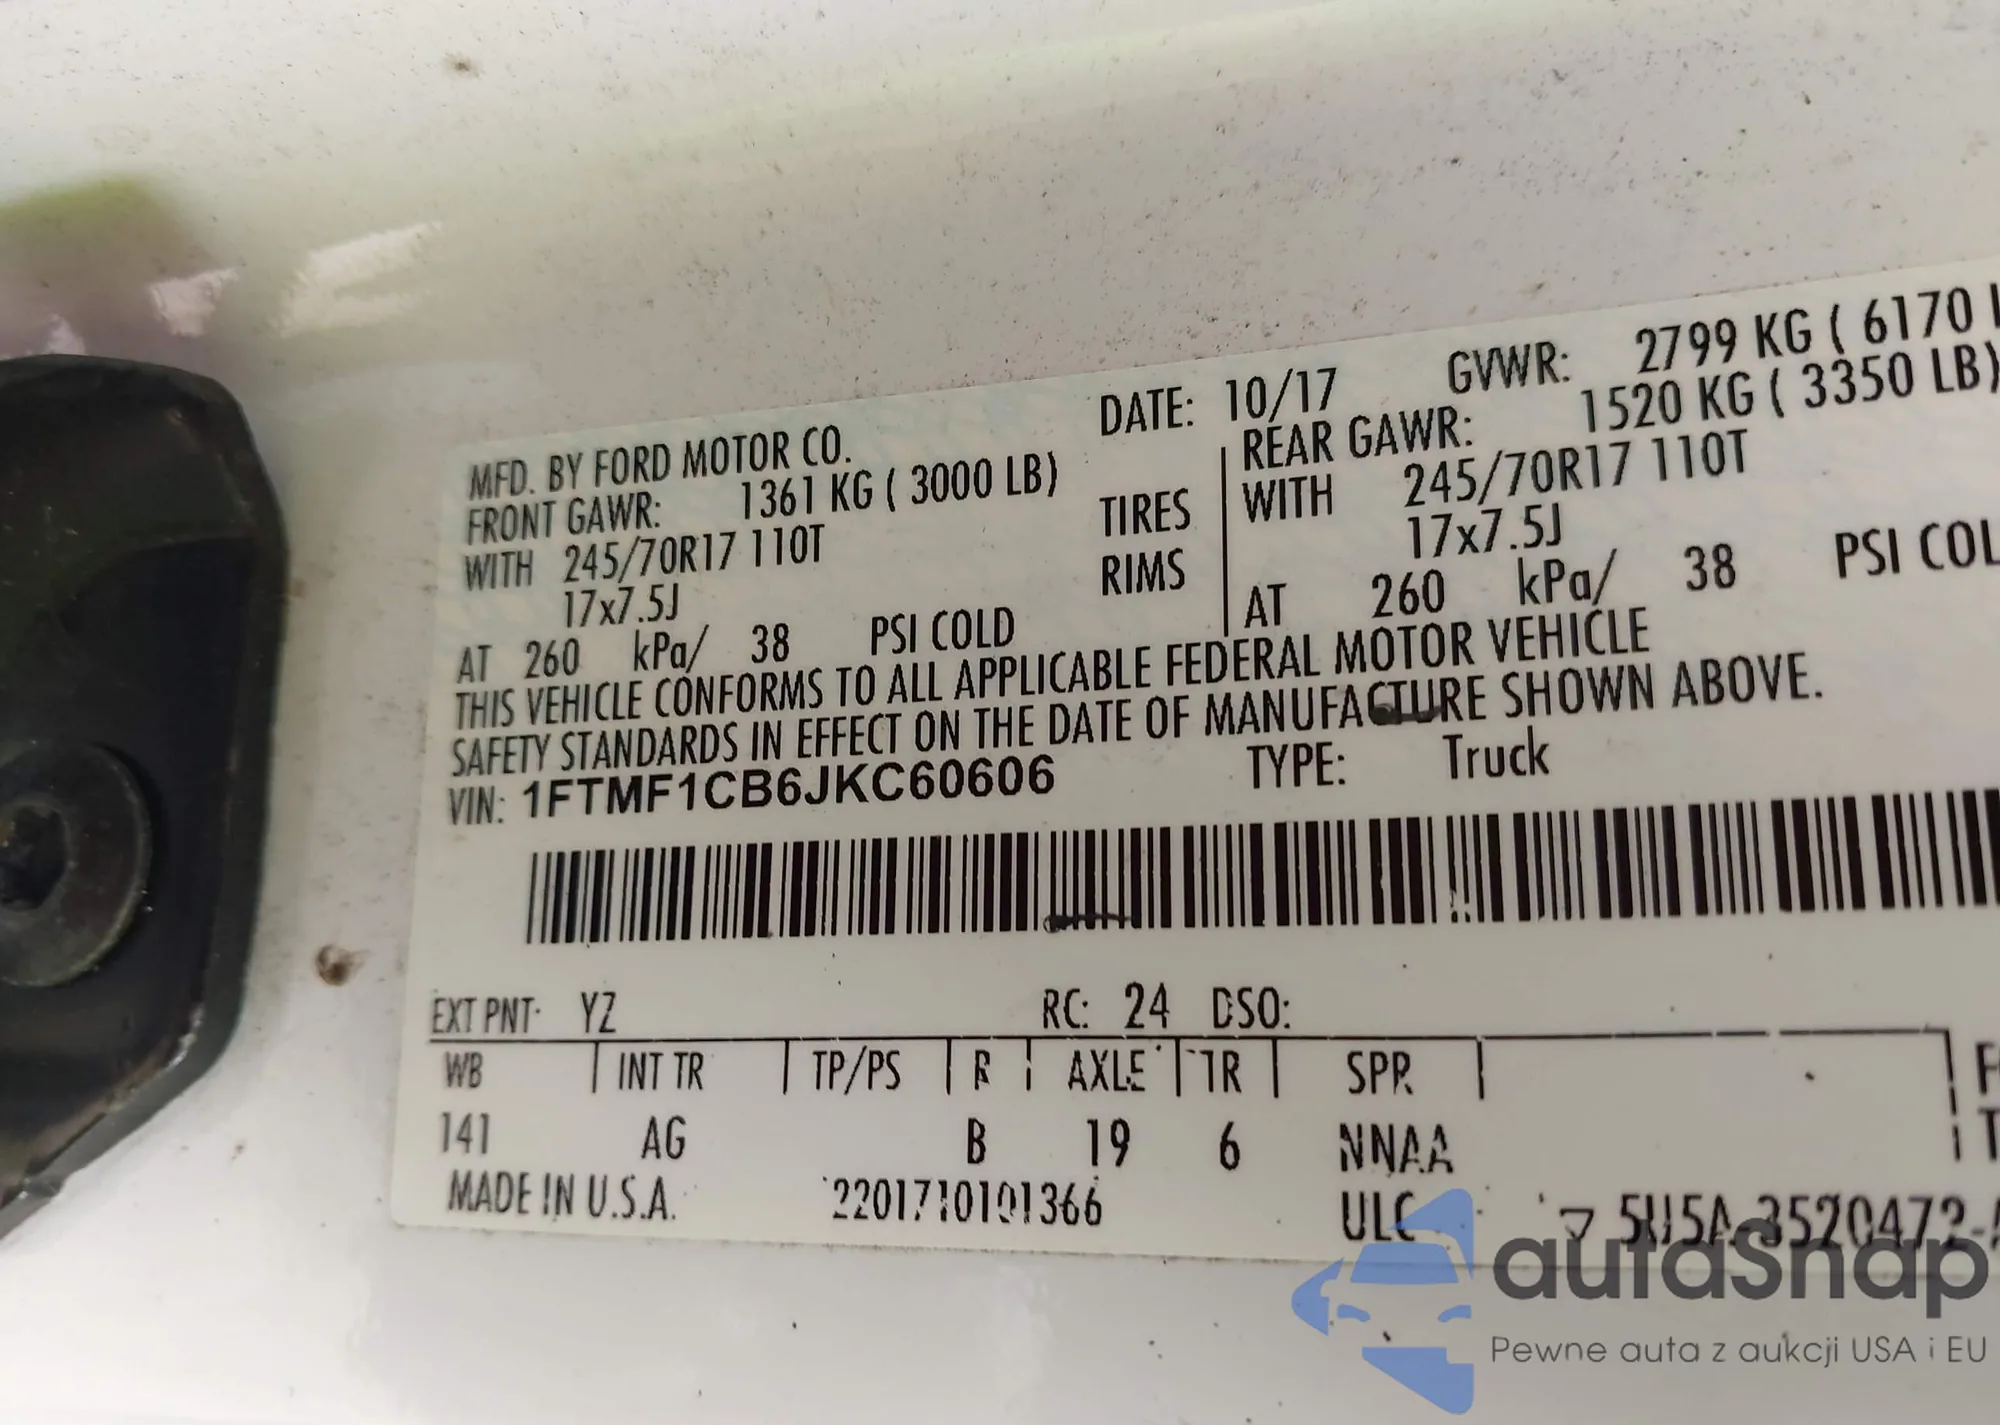 MFD. BY FORD MOTOR CO. DATE: 10/17 GVWR: 2799 KG ( 6170
FRONT GAWR: 1361 KG ( 3000 LB) REAR GAWR: 1520 KG ( 3350 LB)
WITH 245/70R17 110T TIRES WITH 245/70R17 110T
17x7.5J RIMS 17x7.5J
AT 260 kPa/ 38 PSI COLD AT 260 kPa/ 38 PSI COL
THIS VEHICLE CONFORMS TO ALL APPLICABLE FEDERAL MOTOR VEHICLE
SAFETY STANDARDS IN EFFECT ON THE DATE OF MANUFACTURE SHOWN ABOVE.
VIN: 1FTMF1CB6JKC60606 TYPE: Truck
EXT PNT: YZ RC: 24 DSO:
WB INT TR TP/PS R AXLE TR SPR
141 AG B 19 6 NNAA
MADE IN U.S.A. 2201710101366 ULC 5U5A-3520472-
autasnap
Pewne auta z aukcji USA i EU